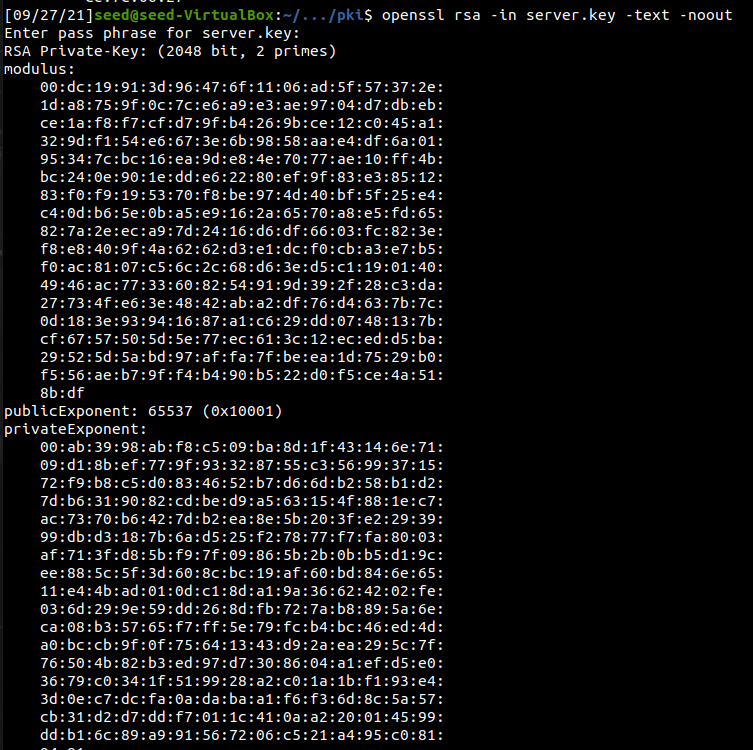 [09/27/21]seed@seed-VirtualBox:~/.../pki$ openssl rsa -in server.key -text -noout
Enter pass phrase for server.key:
RSA Private-Key: (2048 bit, 2 primes)
modulus:
    00:dc:19:91:3d:96:47:6f:11:06:ad:5f:57:37:2e:
    1d:a8:75:9f:0c:7c:e6:a9:e3:ae:97:04:d7:db:eb:
    ce:1a:f8:f7:cf:d7:9f:b4:26:9b:ce:12:c0:45:a1:
    32:9d:f1:54:e6:67:3e:6b:98:58:aa:e4:df:6a:01:
    95:34:7c:bc:16:ea:9d:e8:4e:70:77:ae:10:ff:4b:
    bc:24:0e:90:1e:dd:e6:22:80:ef:9f:83:e3:85:12:
    83:f0:f9:19:53:70:f8:be:97:4d:40:bf:5f:25:e4:
    c4:0d:b6:5e:0b:a5:e9:16:2a:65:70:a8:e5:fd:65:
    82:7a:2e:ec:a9:7d:24:16:d6:df:66:03:fc:82:3e:
    f8:e8:40:9f:4a:62:62:d3:e1:dc:f0:cb:a3:e7:b5:
    f0:ac:81:07:c5:6c:2c:68:d6:3e:d5:c1:19:01:40:
    49:46:ac:77:33:60:82:54:91:9d:39:2f:28:c3:da:
    27:73:4f:e6:3e:48:42:ab:a2:df:76:d4:63:7b:7c:
    0d:18:3e:93:94:16:87:a1:c6:29:dd:07:48:13:7b:
    cf:67:57:50:5d:5e:77:ec:61:3c:12:ec:ed:d5:ba:
    29:52:5d:5a:bd:97:af:fa:7f:be:ea:1d:75:29:b0:
    f5:56:ae:b7:9f:f4:b4:90:b5:22:d0:f5:ce:4a:51:
    8b:df
publicExponent: 65537 (0x10001)
privateExponent:
    00:ab:39:98:ab:f8:c5:09:ba:8d:1f:43:14:6e:71:
    09:d1:8b:ef:77:9f:93:32:87:55:c3:56:99:37:15:
    72:f9:b8:c5:d0:83:46:52:b7:d6:6d:b2:58:b1:d2:
    7d:b6:31:90:82:cd:be:d9:a5:63:15:4f:88:1e:c7:
    ac:73:70:b6:42:7d:b2:ea:8e:5b:20:3f:e2:29:39:
    99:db:d3:18:7b:6a:d5:25:f2:78:77:f7:fa:80:03:
    af:71:3f:d8:5b:f9:7f:09:86:5b:2b:0b:b5:d1:9c:
    ee:88:5c:5f:3d:60:8c:bc:19:af:60:bd:84:6e:65:
    11:e4:4b:ad:01:0d:c1:8d:a1:9a:36:62:42:02:fe:
    03:6d:29:9e:59:dd:26:8d:fb:72:7a:b8:89:5a:6e:
    ca:08:b3:57:65:f7:ff:5e:79:fc:b4:bc:46:ed:4d:
    a0:bc:cb:9f:0f:75:64:13:43:d9:2a:ea:29:5c:7f:
    76:50:4b:82:b3:ed:97:d7:30:86:04:a1:ef:d5:e0:
    36:79:c0:34:1f:51:99:28:a2:c0:1a:1b:f1:93:e4:
    3d:0e:c7:dc:fa:0a:da:ba:a1:f6:f3:6d:8c:5a:57:
    cb:31:d2:d7:dd:f7:01:1c:41:0a:a2:20:01:45:99:
    dd:b1:6c:89:a9:91:56:72:06:c5:21:a4:95:c0:81: